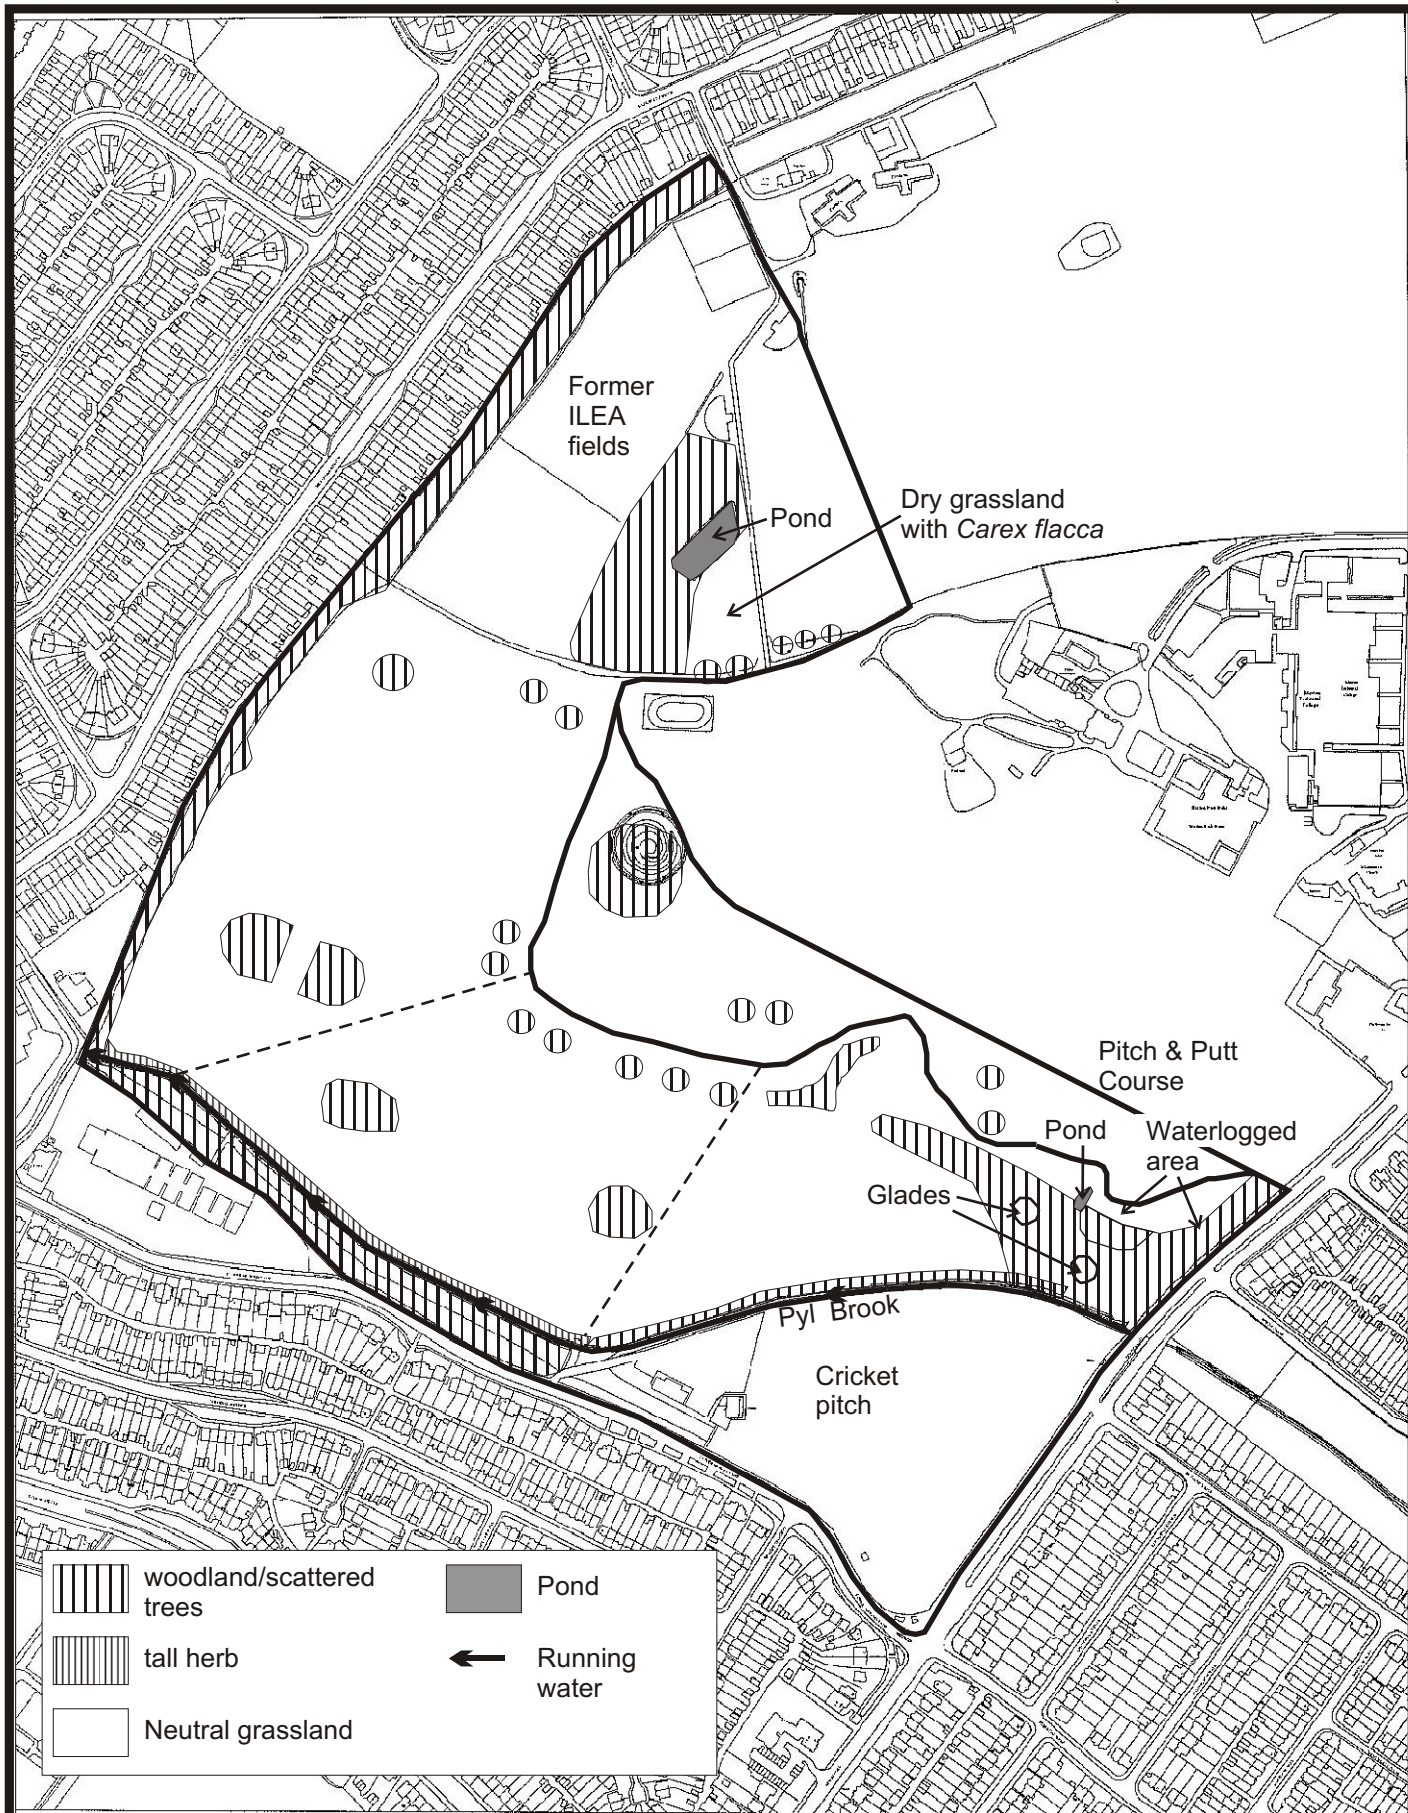 Former
ILEA
fields
Pond
Dry grassland
with Carex flacca
Pitch & Putt
Course
Pond
Waterlogged
area
Glades
Pyl Brook
Cricket
pitch
woodland/scattered
trees
Pond
tall herb
Running
water
Neutral grassland